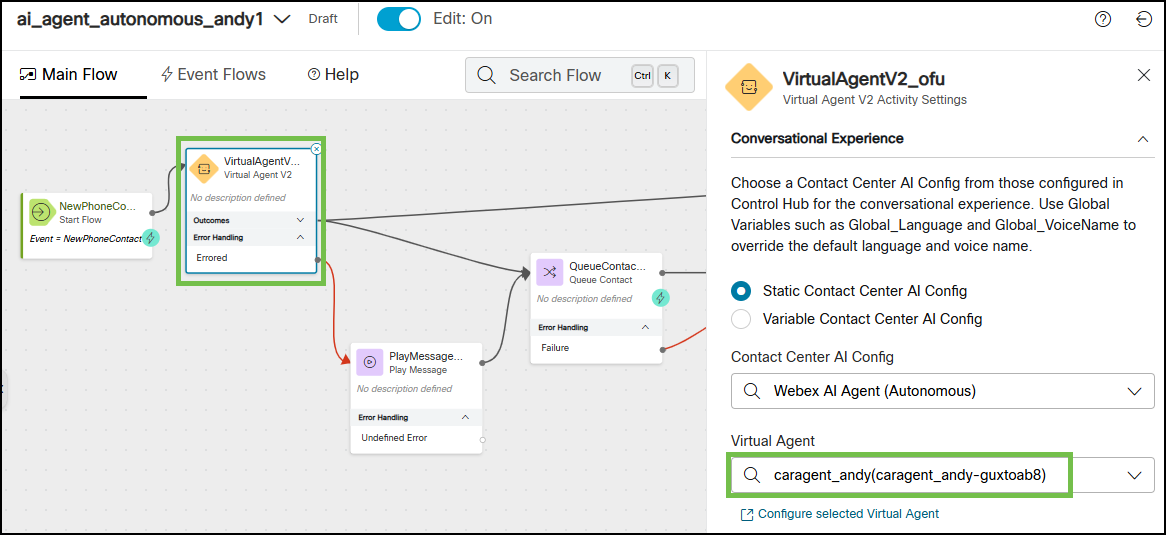 ai_agent_autonomous_andy1
Draft
Edit: On
Main Flow
Event Flows
Help
Search Flow
Ctrl
K
NewPhoneCo...
Start Flow
Event = NewPhoneContact
VirtualAgentV...
Virtual Agent V2
No description defined
Outcomes
Error Handling
Errored
QueueContac...
Queue Contact
No description defined
Error Handling
Failure
PlayMessage...
Play Message
No description defined
Error Handling
Undefined Error
VirtualAgentV2_ofu
Virtual Agent V2 Activity Settings
Conversational Experience
Choose a Contact Center AI Config from those configured in
Control Hub for the conversational experience. Use Global
Variables such as Global_Language and Global_VoiceName to
override the default language and voice name.
Static Contact Center AI Config
Variable Contact Center AI Config
Contact Center AI Config
Webex AI Agent (Autonomous)
Virtual Agent
caragent_andy(caragent_andy-guxtoab8)
Configure selected Virtual Agent